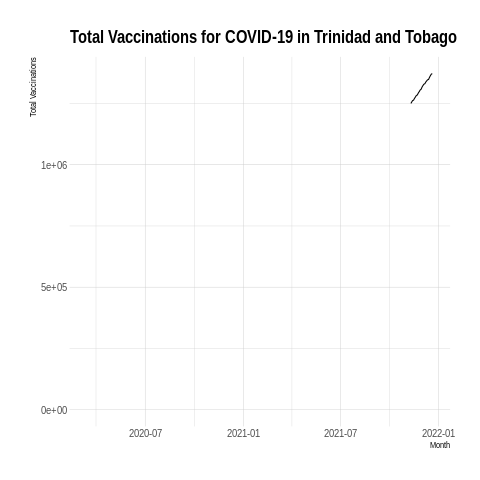 Total Vaccinations for COVID-19 in Trinidad and Tobago
Total Vaccinations
1e+06
5e+05
0e+00
2020-07 2021-01 2021-07 2022-01
Month